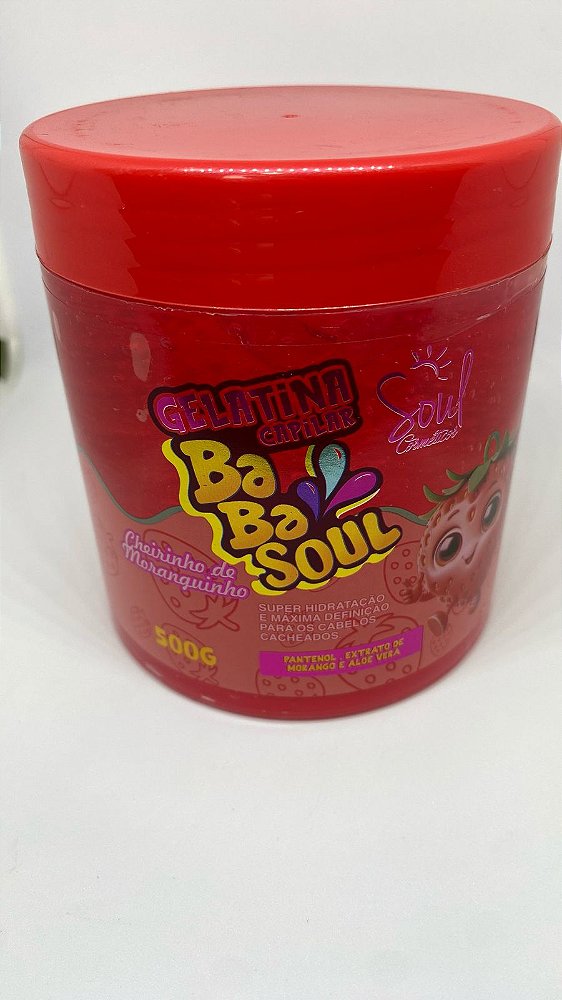 GELATINA
CAPILAR
Soul
Cosméticos
BA
BA
SOUL
Cheirinho de
Moranguinho
500G
SUPER HIDRATAÇÃO
E MÁXIMA DEFINIÇÃO
PARA OS CABELOS
CACHEADOS.
PANTENOL . EXTRATO DE
MORANGO E ALOE VERA